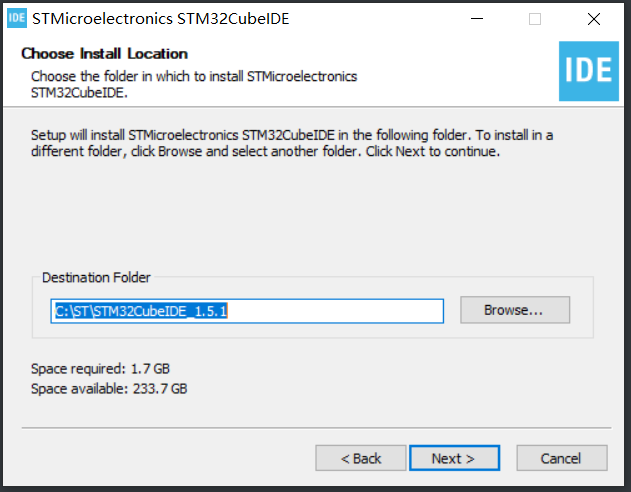 IDE STMicroelectronics STM32CubeIDE
Choose Install Location
Choose the folder in which to install STMicroelectronics
STM32CubeIDE.
IDE
Setup will install STMicroelectronics STM32CubeIDE in the following folder. To install in a
different folder, click Browse and select another folder. Click Next to continue.
Destination Folder
C:\ST\STM32CubeIDE_1.5.1
Browse...
Space required: 1.7 GB
Space available: 233.7 GB
< Back
Next >
Cancel